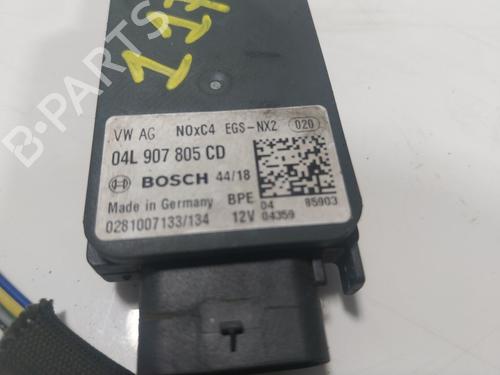 VW AG NOxC4 EGS-NX2 020
04L 907 805 CD
BOSCH 44/18
Made in Germany BPE 04 85903
0281007133/134 12V 04359